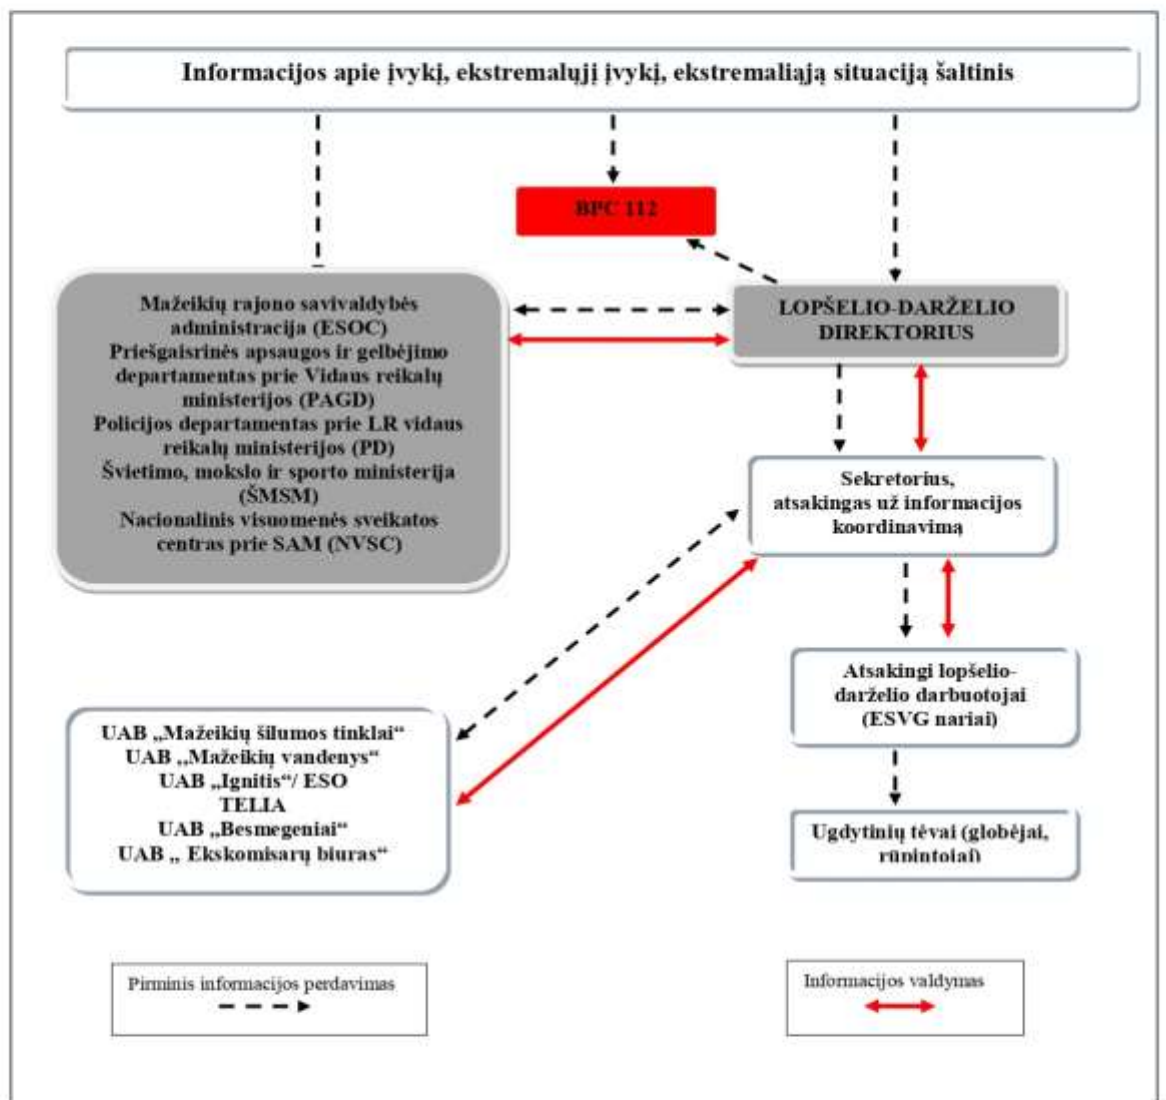 Informacijos apie įvykį, ekstremalųjį įvykį, ekstremaliąją situaciją šaltinis
BPC 112
Mažeikių rajono savivaldybės
administracija (ESOC)
Priešgaisrinės apsaugos ir gelbėjimo
departamentas prie Vidaus reikalų
ministerijos (PAGD)
Policijos departamentas prie LR vidaus
reikalų ministerijos (PD)
Švietimo, mokslo ir sporto ministerija
(ŠMSM)
Nacionalinis visuomenės sveikatos
centras prie SAM (NVSC)
LOPŠELIO-DARŽELIO
DIREKTORIUS
Sekretorius,
atsakingas už informacijos
koordinavimą
Atsakingi lopšelio-
darželio darbuotojai
(ESVG nariai)
UAB „Mažeikių šilumos tinklai“
UAB „Mažeikių vandenys“
UAB „Ignitis“/ ESO
TELIA
UAB „Besmegeniai“
UAB „ Ekskomisarų biuras“
Ugdytinių tėvai (globėjai,
rūpintojai)
Pirminis informacijos perdavimas
Informacijos valdymas